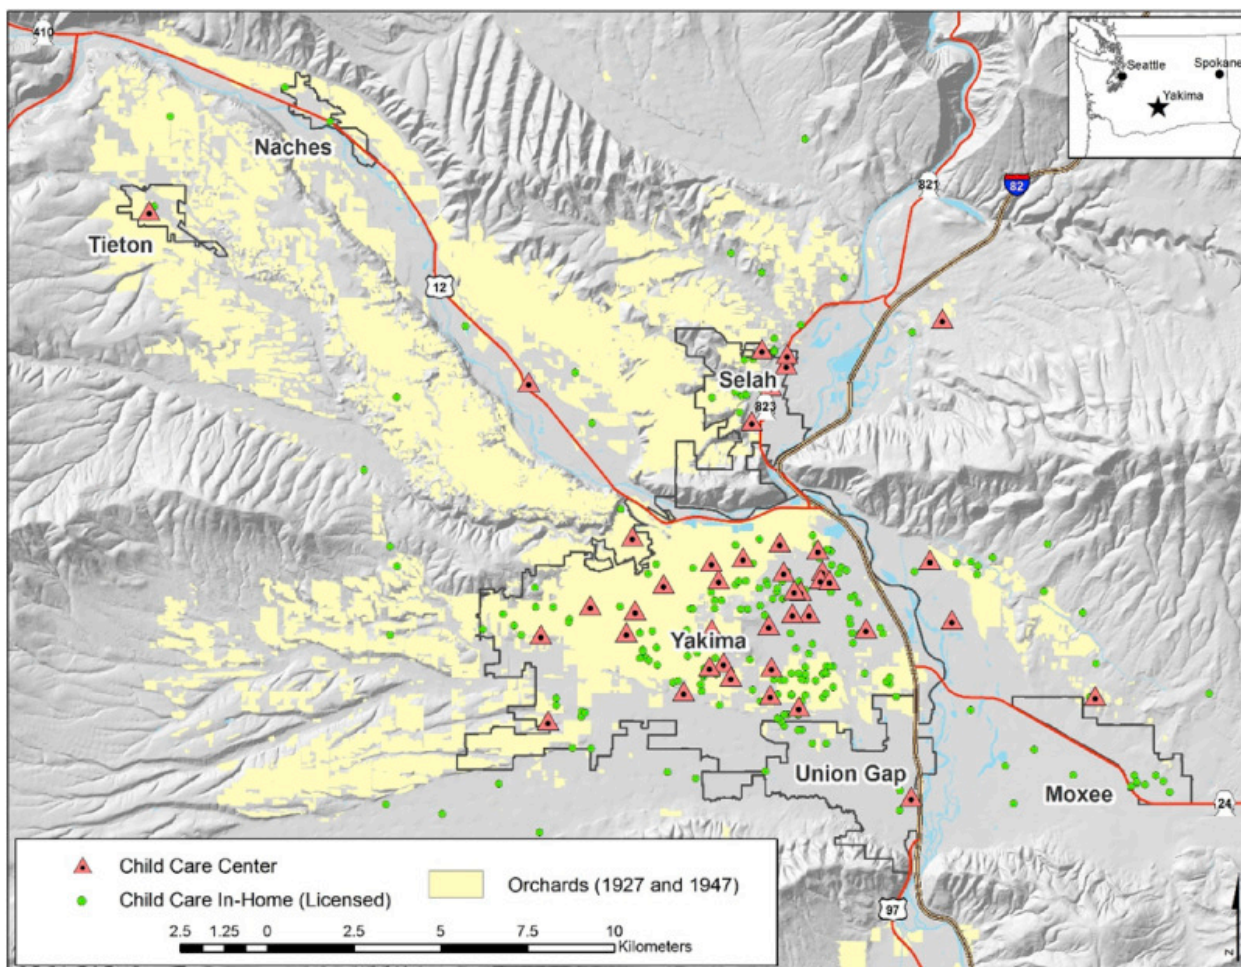 410
Seattle
Spokane
Yakima
Naches
821
82
Tieton
12
Selah
823
Yakima
Union Gap
Moxee
24
Child Care Center
Child Care In-Home (Licensed)
Orchards (1927 and 1947)
2.5 1.25 0 2.5 5 7.5 10
Kilometers
97
N